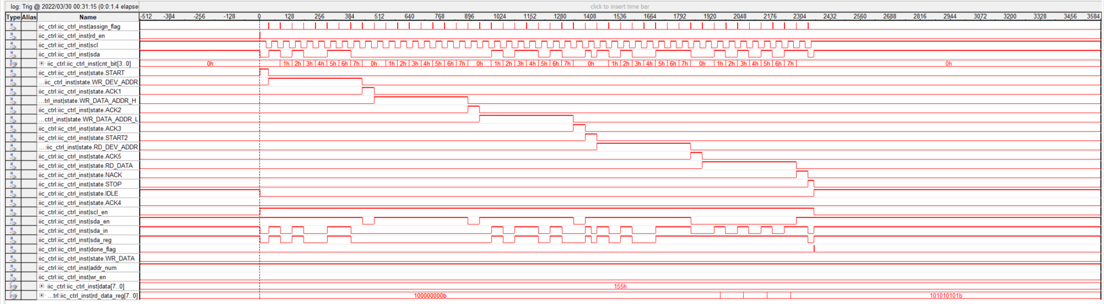 log: Trig @ 2022/03/30 00:31:15 (0:0:1.4 elapse
click to insert time bar
Type Alias Name -512 -384 -256 -128 0 128 256 384 512 640 768 896 1024 1152 1280 1408 1536 1664 1792 1920 2048 2176 2304 2432 2560 2688 2816 2944 3072 3200 3328 3456 3584
iic_ctrl:iic_ctrl_inst|assign_flag
iic_ctrl:iic_ctrl_inst|rd_en
iic_ctrl:iic_ctrl_inst|scl
iic_ctrl:iic_ctrl_inst|sda
iic_ctrl:iic_ctrl_inst|cnt_bit[3..0] 0h 1h 2h 3h 4h 5h 6h 7h 0h 1h 2h 3h 4h 5h 6h 7h 0h 1h 2h 3h 4h 5h 6h 7h 0h 1h 2h 3h 4h 5h 6h 7h 0h 1h 2h 3h 4h 5h 6h 7h 0h
iic_ctrl:iic_ctrl_inst|state.START
...iic_ctrl:iic_ctrl_inst|state.WR_DEV_ADDR
iic_ctrl:iic_ctrl_inst|state.ACK1
...trl_inst|state.WR_DATA_ADDR_H
iic_ctrl:iic_ctrl_inst|state.ACK2
...ctrl_inst|state.WR_DATA_ADDR_L
iic_ctrl:iic_ctrl_inst|state.ACK3
iic_ctrl:iic_ctrl_inst|state.START2
...:iic_ctrl_inst|state.RD_DEV_ADDR
iic_ctrl:iic_ctrl_inst|state.ACK5
iic_ctrl:iic_ctrl_inst|state.RD_DATA
iic_ctrl:iic_ctrl_inst|state.NACK
iic_ctrl:iic_ctrl_inst|state.STOP
iic_ctrl:iic_ctrl_inst|state.IDLE
iic_ctrl:iic_ctrl_inst|state.ACK4
iic_ctrl:iic_ctrl_inst|scl_en
iic_ctrl:iic_ctrl_inst|sda_en
iic_ctrl:iic_ctrl_inst|sda_in
iic_ctrl:iic_ctrl_inst|sda_reg
iic_ctrl:iic_ctrl_inst|done_flag
iic_ctrl:iic_ctrl_inst|state.WR_DATA
iic_ctrl:iic_ctrl_inst|addr_num
iic_ctrl:iic_ctrl_inst|wr_en
iic_ctrl:iic_ctrl_inst|data[7..0] 155h
...trl:iic_ctrl_inst|rd_data_reg[7..0] 100000000b 101010101b